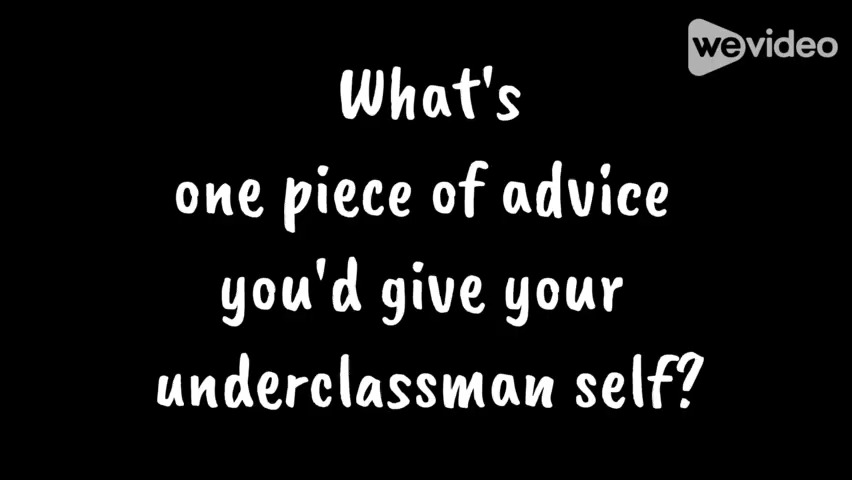 wevideo
What's
one piece of advice
you'd give your
underclassman self?